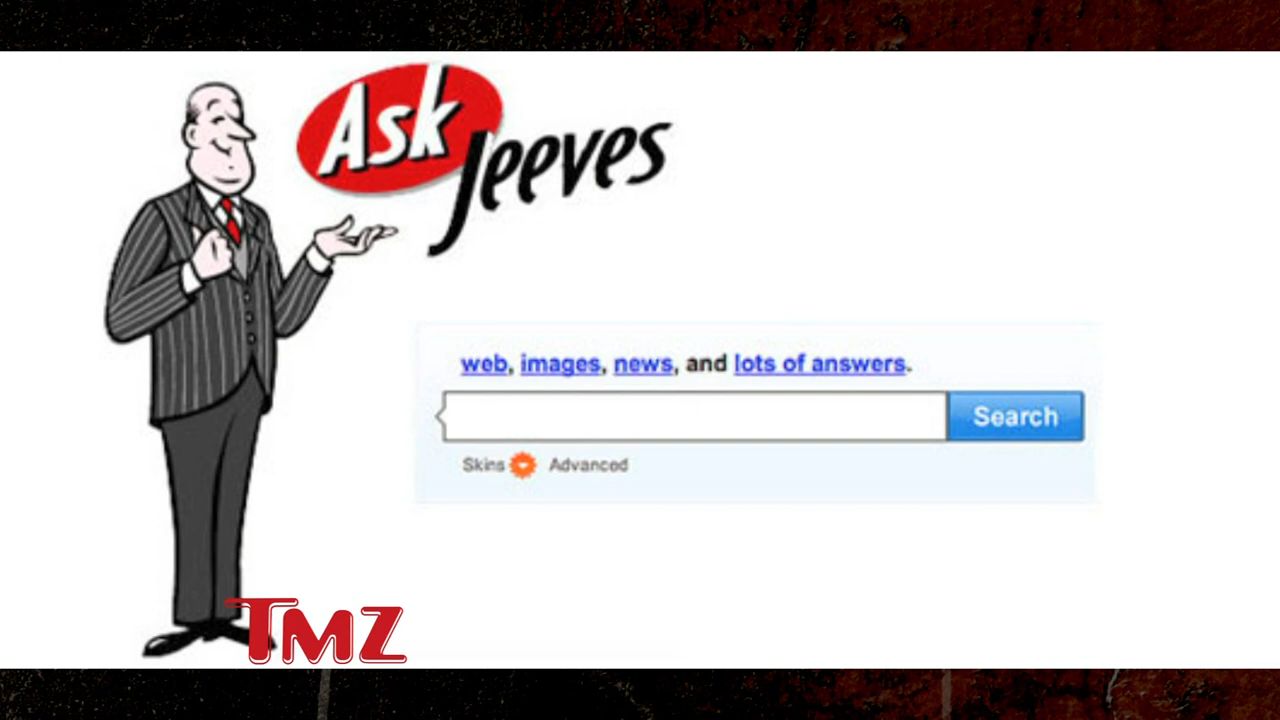 Ask
Jeeves
web, images, news, and lots of answers.
Search
Skins Advanced
TMZ